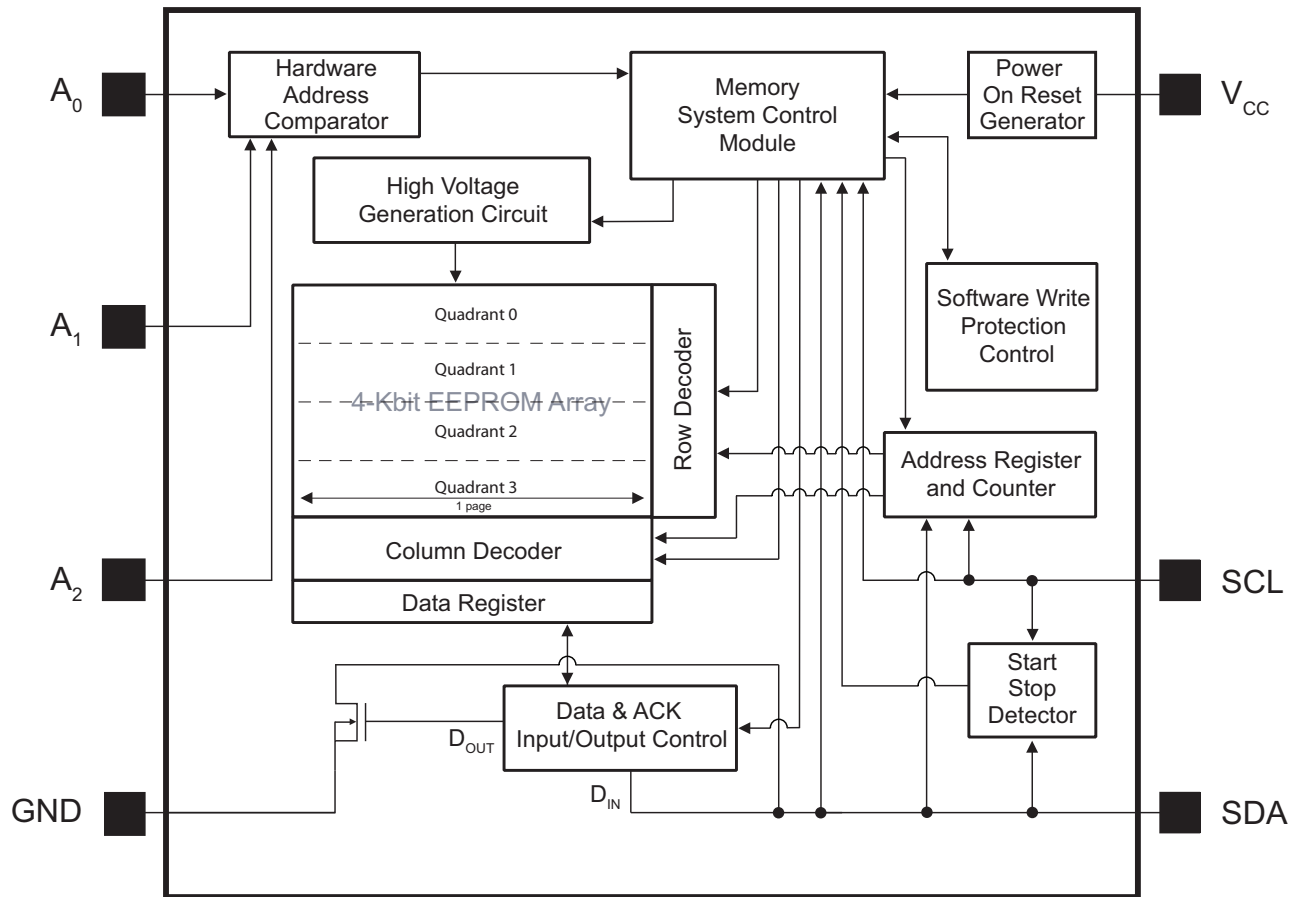 A0
Hardware
Address
Comparator
Memory
System Control
Module
Power
On Reset
Generator
VCC
High Voltage
Generation Circuit
A1
Quadrant 0
Quadrant 1
4-Kbit EEPROM Array
Quadrant 2
Quadrant 3
1 page
Row Decoder
Software Write
Protection
Control
Address Register
and Counter
Column Decoder
A2
Data Register
SCL
Start
Stop
Detector
Data & ACK
Input/Output Control
DOUT
DIN
GND
SDA